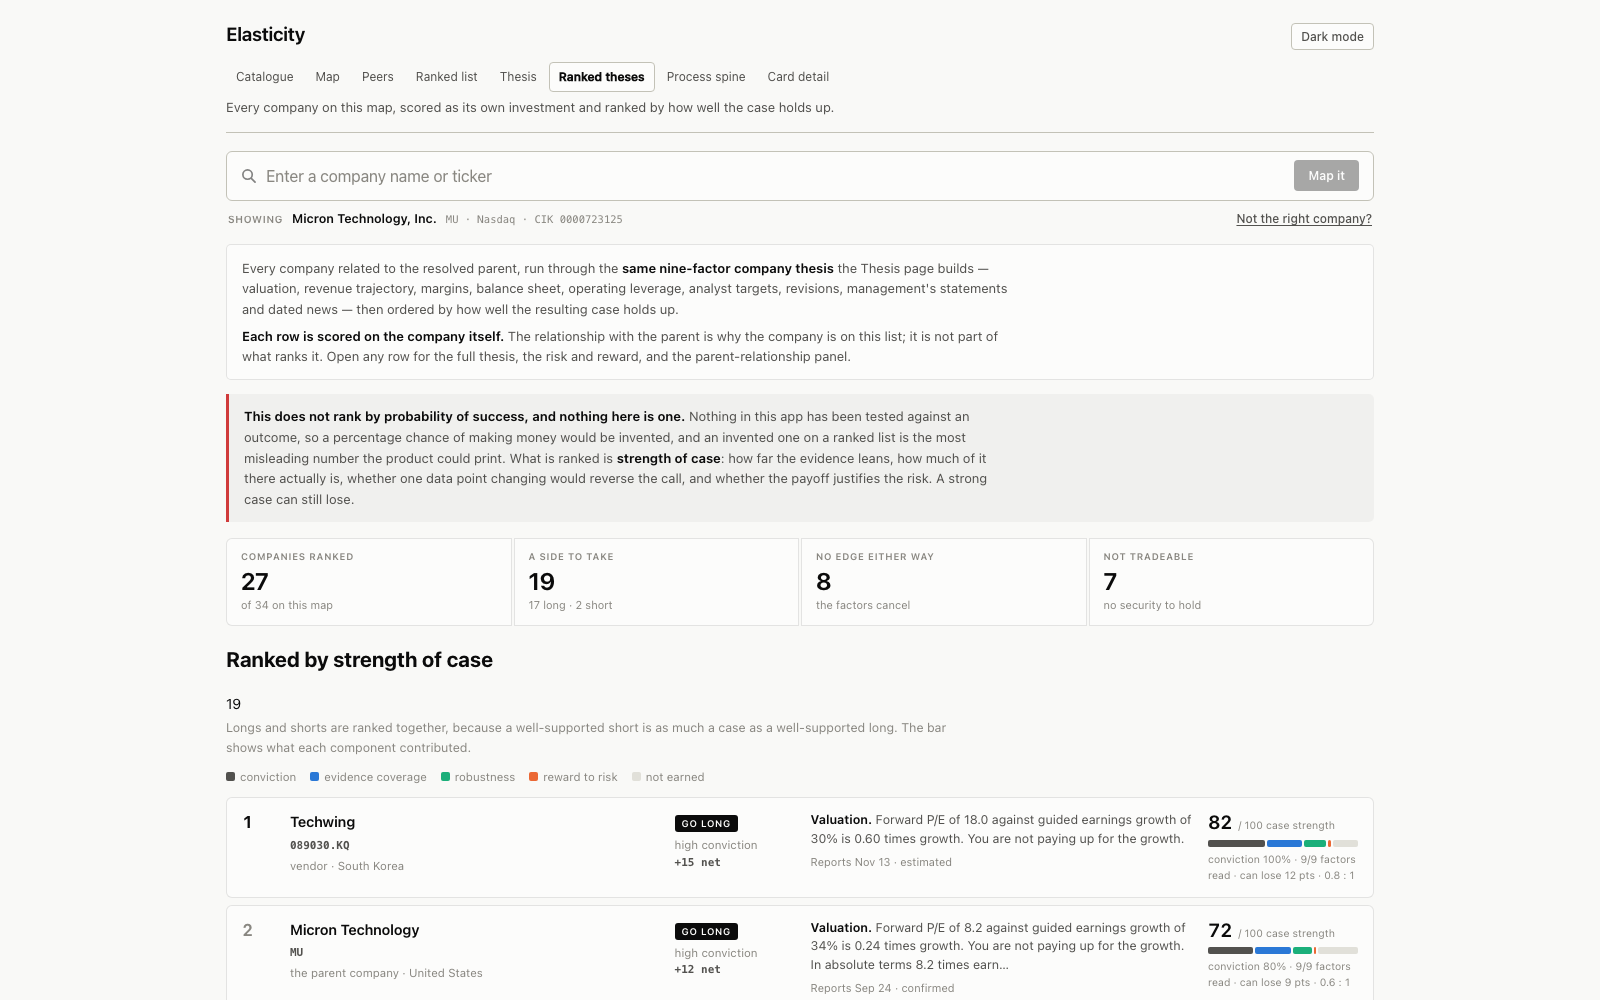 Elasticity
Dark mode
Catalogue Map Peers Ranked list Thesis Ranked theses Process spine Card detail
Every company on this map, scored as its own investment and ranked by how well the case holds up.
Enter a company name or ticker
Map it
SHOWING Micron Technology, Inc. MU · Nasdaq · CIK 0000723125
Not the right company?
Every company related to the resolved parent, run through the same nine-factor company thesis the Thesis page builds —
valuation, revenue trajectory, margins, balance sheet, operating leverage, analyst targets, revisions, management's statements
and dated news — then ordered by how well the resulting case holds up.
Each row is scored on the company itself. The relationship with the parent is why the company is on this list; it is not part of
what ranks it. Open any row for the full thesis, the risk and reward, and the parent-relationship panel.
This does not rank by probability of success, and nothing here is one. Nothing in this app has been tested against an
outcome, so a percentage chance of making money would be invented, and an invented one on a ranked list is the most
misleading number the product could print. What is ranked is strength of case: how far the evidence leans, how much of it
there actually is, whether one data point changing would reverse the call, and whether the payoff justifies the risk. A strong
case can still lose.
COMPANIES RANKED
27
of 34 on this map
A SIDE TO TAKE
19
17 long · 2 short
NO EDGE EITHER WAY
8
the factors cancel
NOT TRADEABLE
7
no security to hold
Ranked by strength of case
19
Longs and shorts are ranked together, because a well-supported short is as much a case as a well-supported long. The bar
shows what each component contributed.
conviction evidence coverage robustness reward to risk not earned
1
Techwing
089030.KQ
vendor · South Korea
GO LONG
high conviction
+15 net
Valuation. Forward P/E of 18.0 against guided earnings growth of
30% is 0.60 times growth. You are not paying up for the growth.
Reports Nov 13 · estimated
82 / 100 case strength
conviction 100% · 9/9 factors
read · can lose 12 pts · 0.8 : 1
2
Micron Technology
MU
the parent company · United States
GO LONG
high conviction
+12 net
Valuation. Forward P/E of 8.2 against guided earnings growth of
34% is 0.24 times growth. You are not paying up for the growth.
In absolute terms 8.2 times earn…
Reports Sep 24 · confirmed
72 / 100 case strength
conviction 80% · 9/9 factors
read · can lose 9 pts · 0.6 : 1